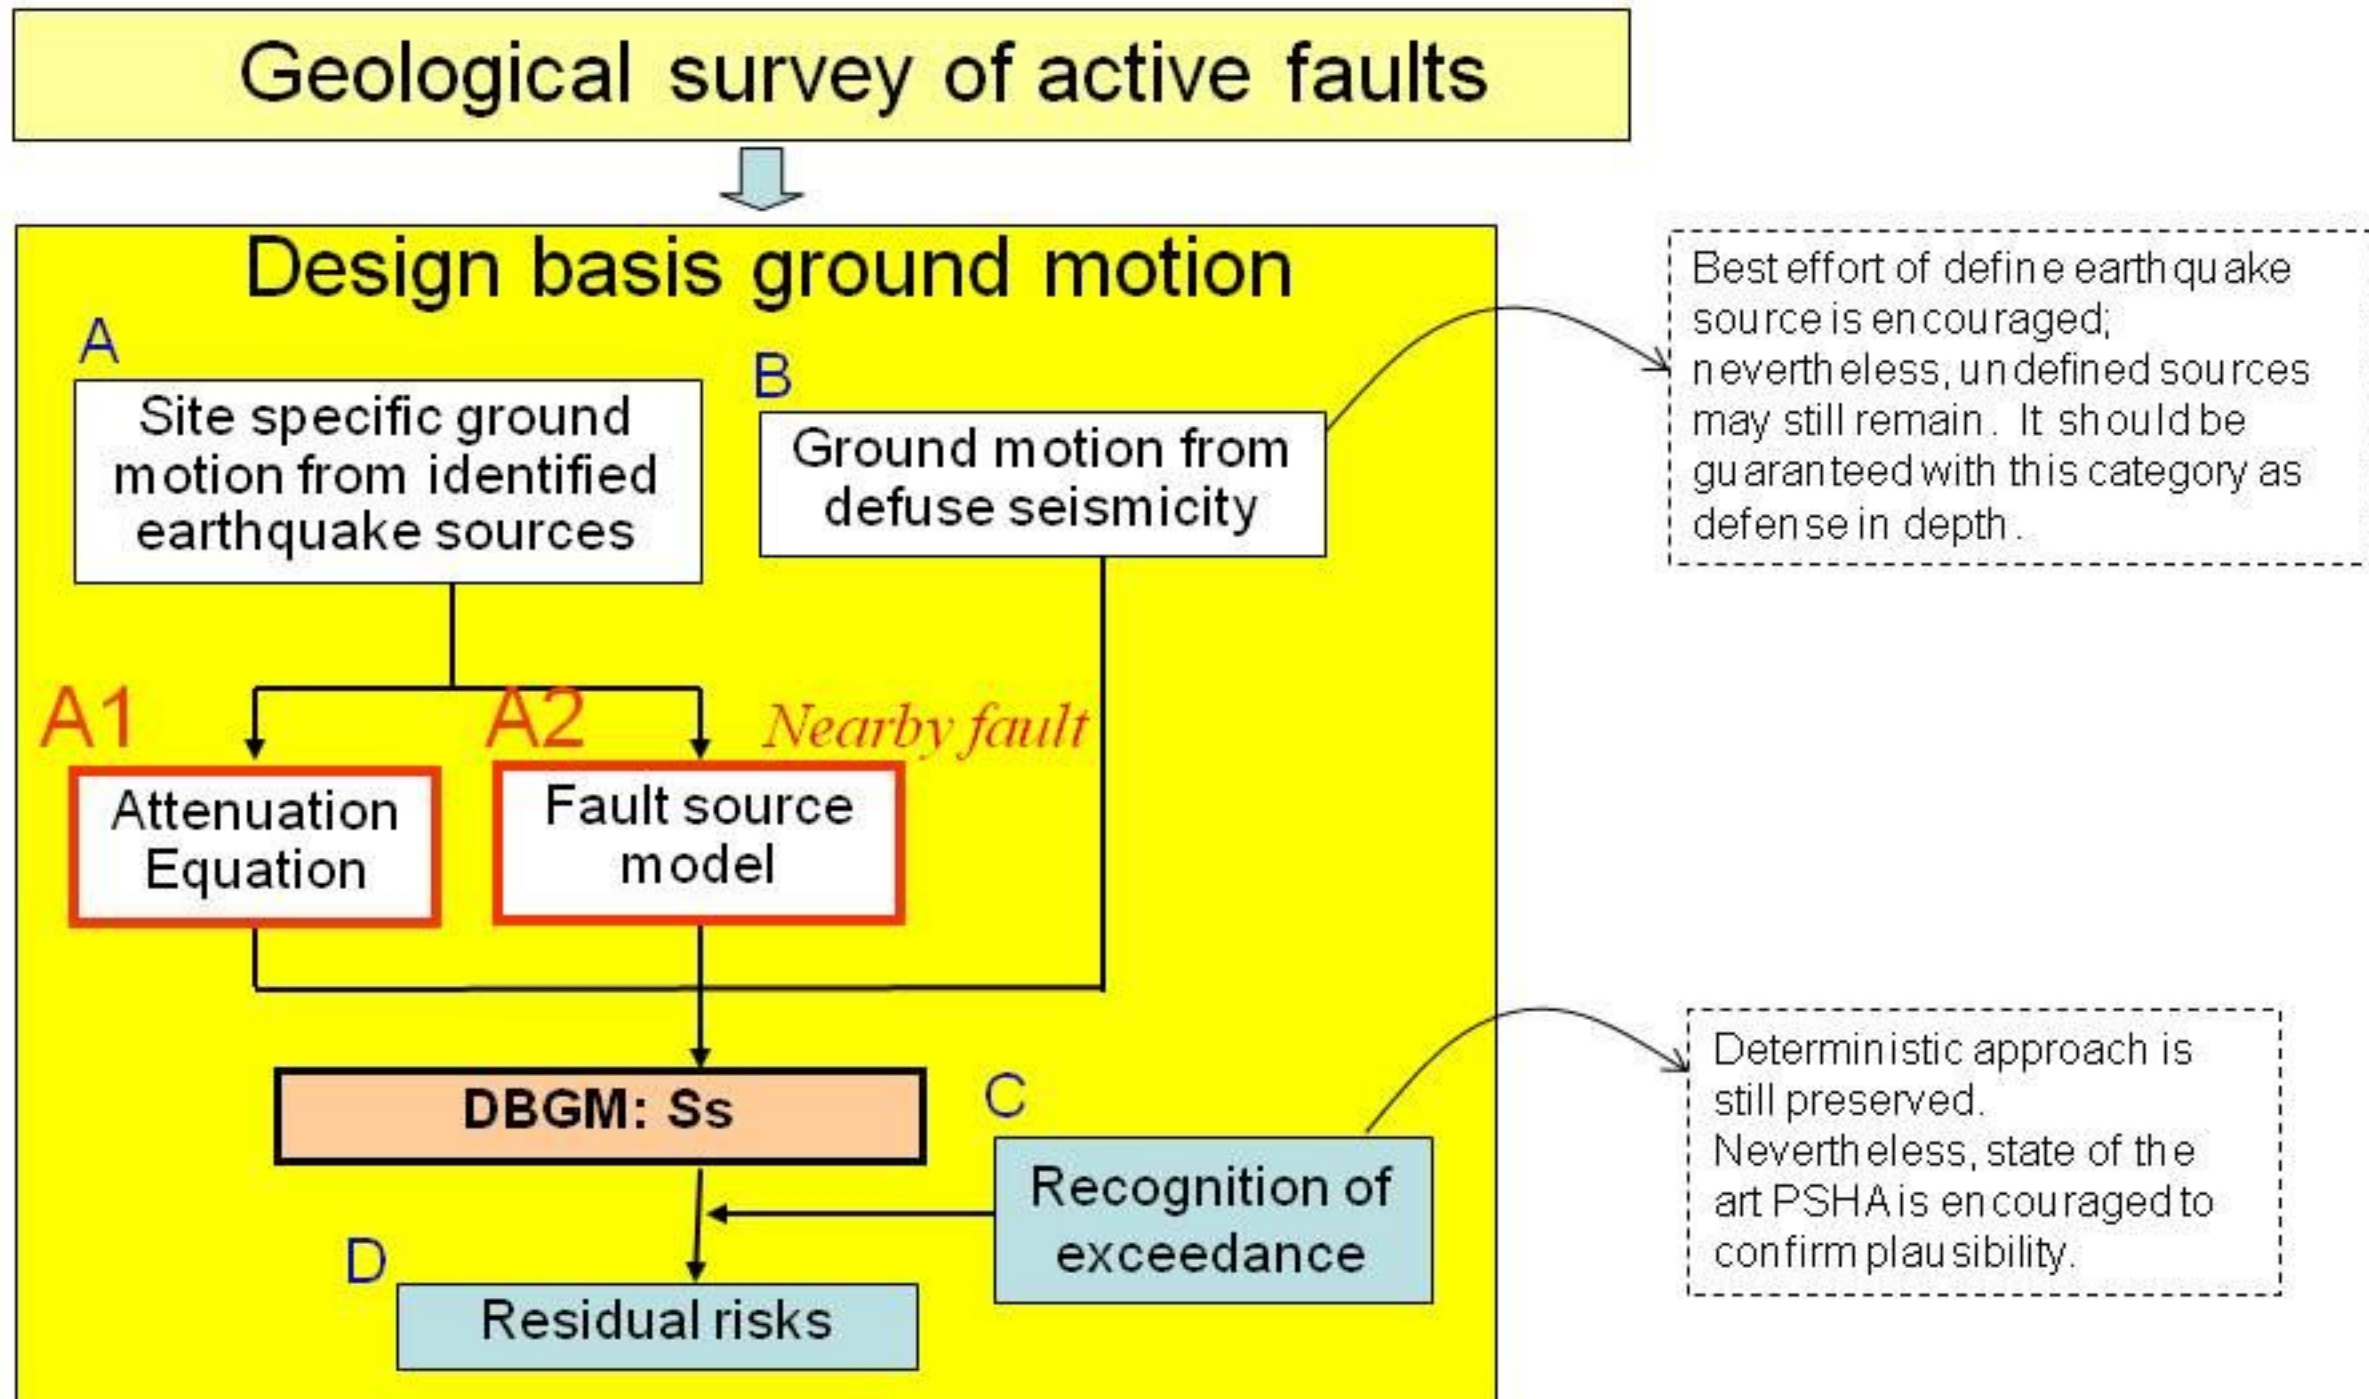 Geological survey of active faults
Design basis ground motion
A
Site specific ground
motion from identified
earthquake sources
B
Ground motion from
defuse seismicity
Best effort of define earthquake
source is encouraged;
nevertheless, undefined sources
may still remain. It should be
guaranteed with this category as
defense in depth.
A1
Attenuation
Equation
A2
Nearby fault
Fault source
model
DBGM: Ss
C
Recognition of
exceedance
Deterministic approach is
still preserved.
Nevertheless, state of the
art PSHA is encouraged to
confirm plausibility.
D
Residual risks